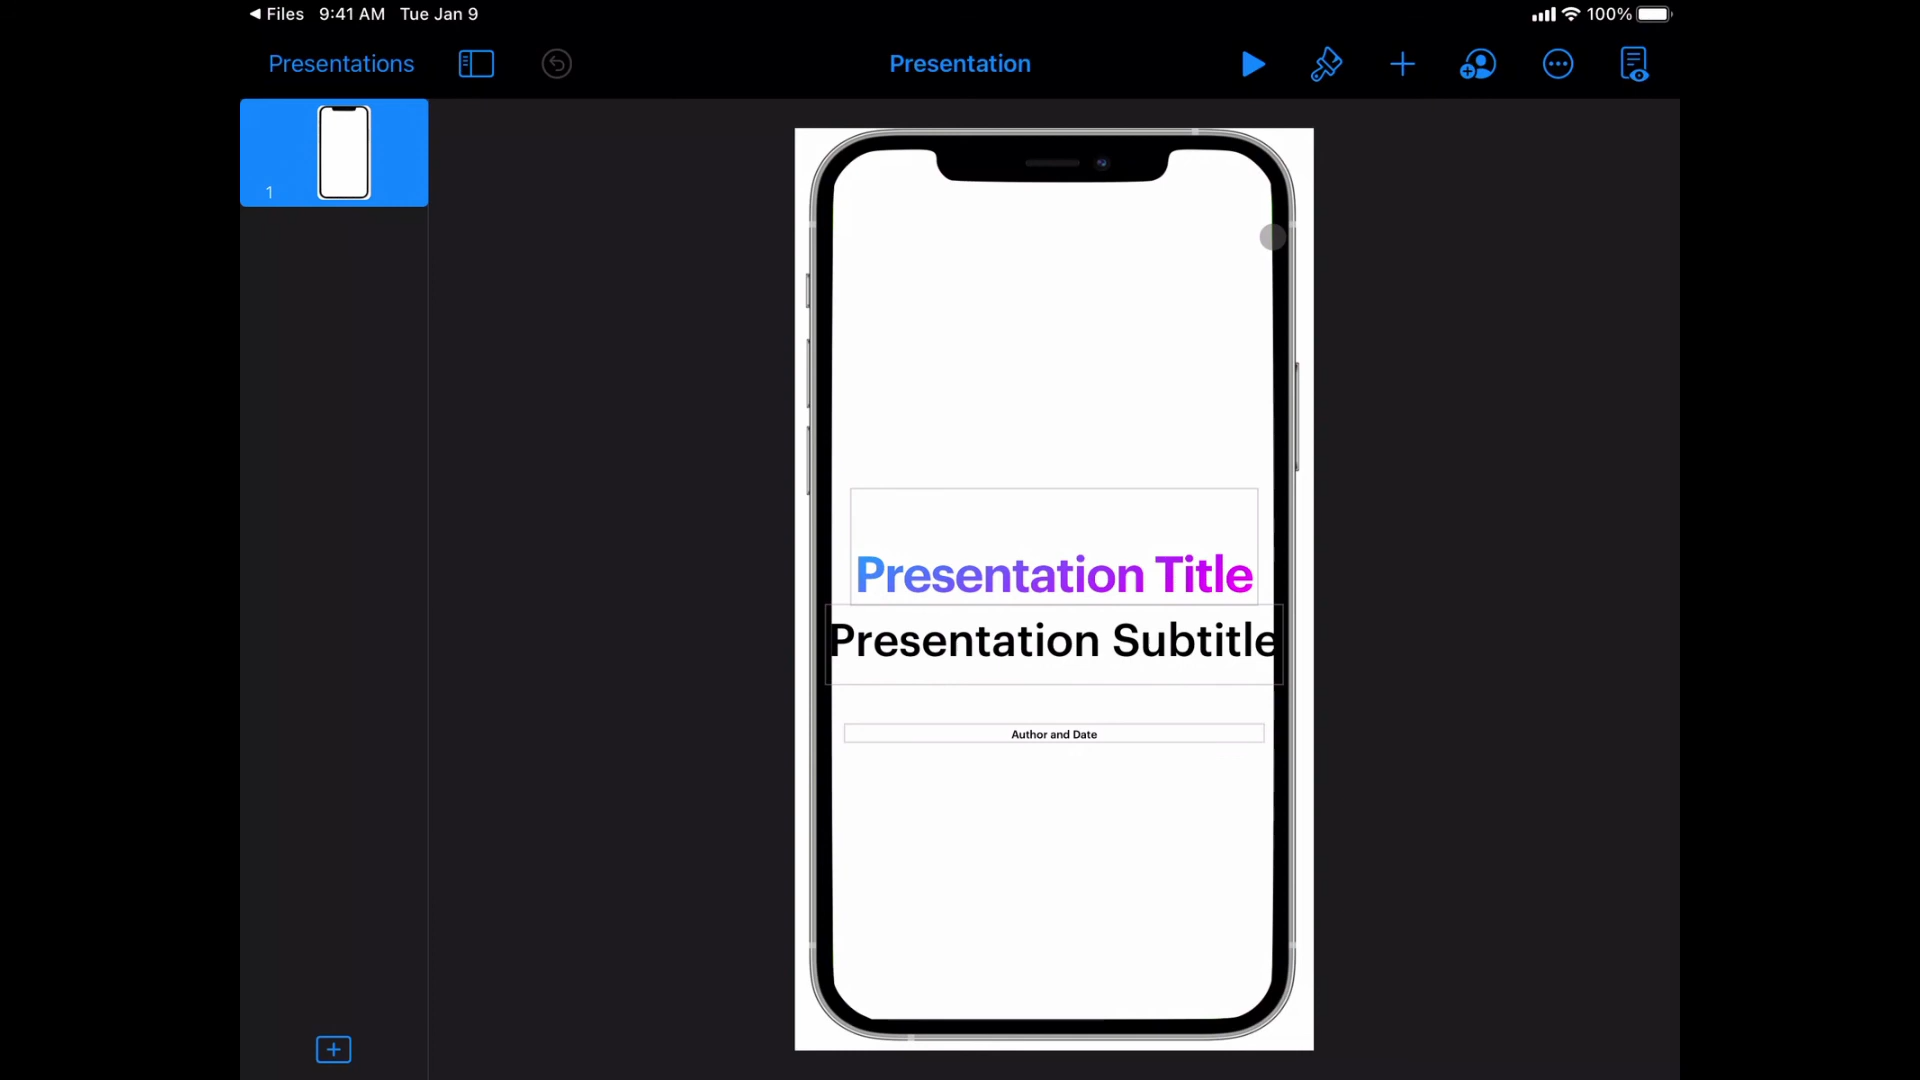 ◀ Files 9:41 AM Tue Jan 9 100%
Presentations Presentation
1
Presentation Title
Presentation Subtitle
Author and Date